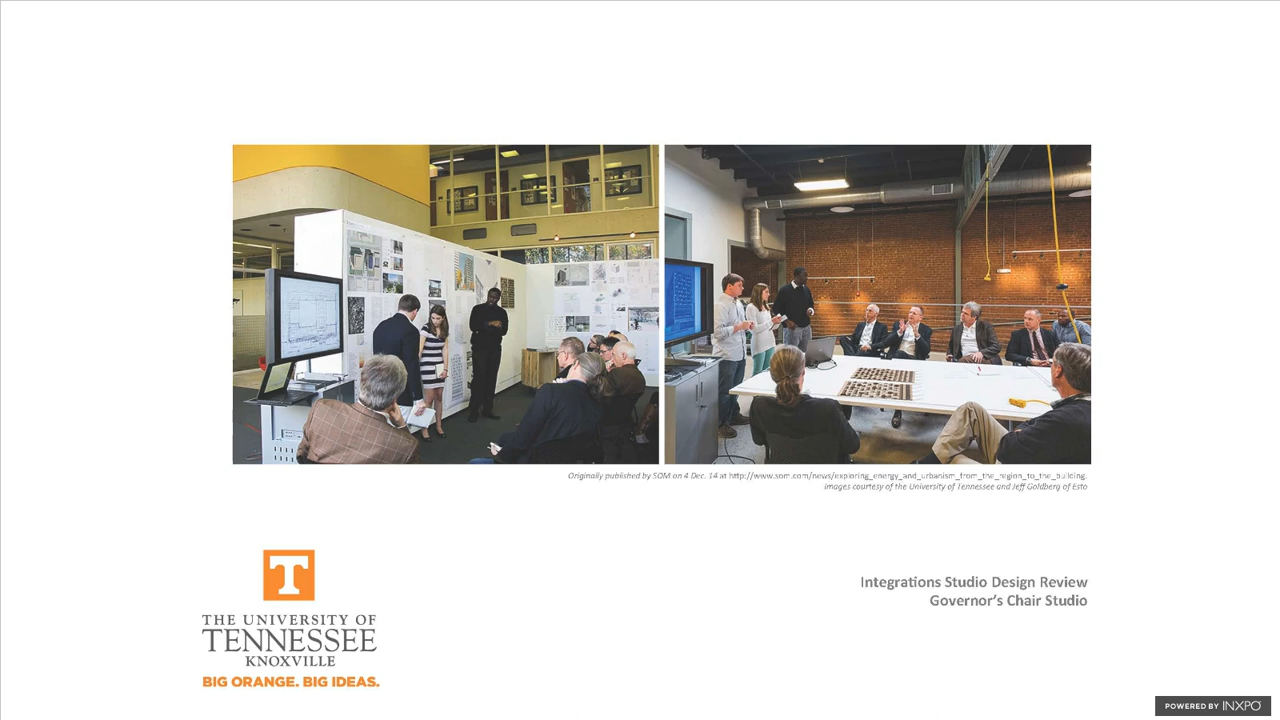 Originally published by SOM on 4 Dec. 14 at http://www.som.com/news/exploring_energy_and_urbanism_from_the_region_to_the_building.
images courtesy of the University of Tennessee and Jeff Goldberg of Esto
T
THE UNIVERSITY OF
TENNESSEE
KNOXVILLE
BIG ORANGE. BIG IDEAS.
Integrations Studio Design Review
Governor's Chair Studio
POWERED BY INXPO